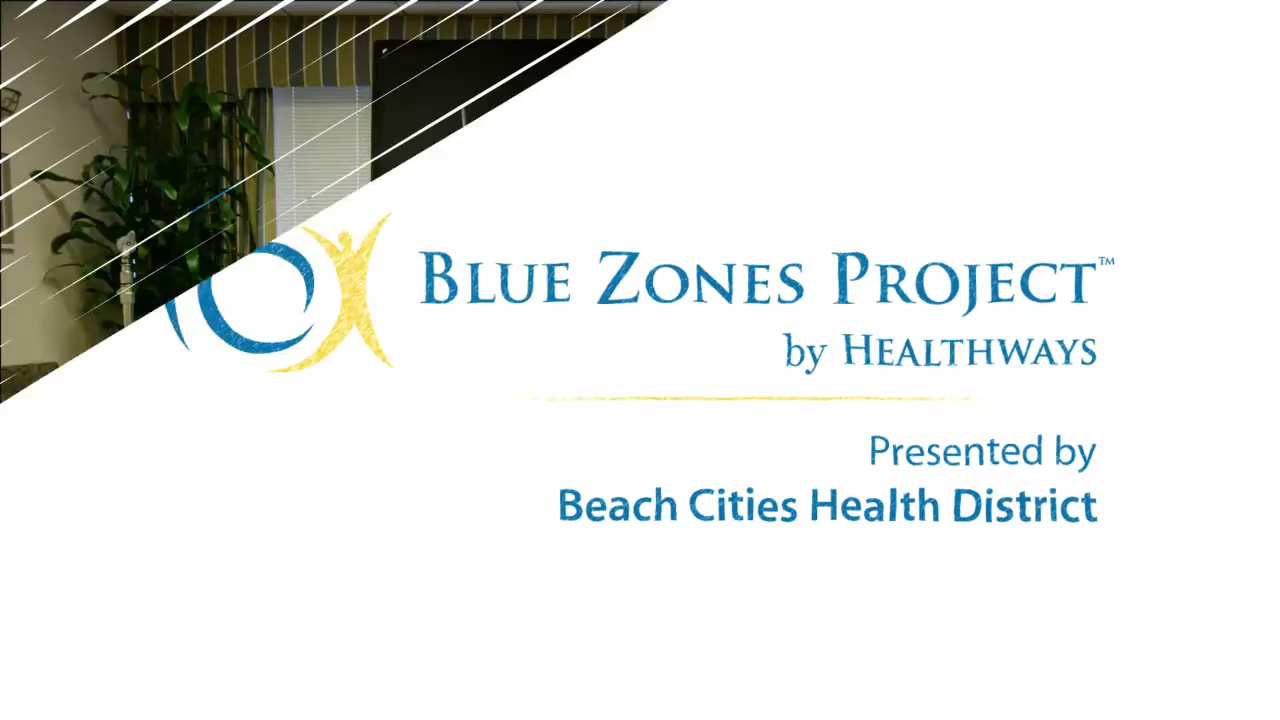 BLUE ZONES PROJECT™
by HEALTHWAYS
Presented by
Beach Cities Health District